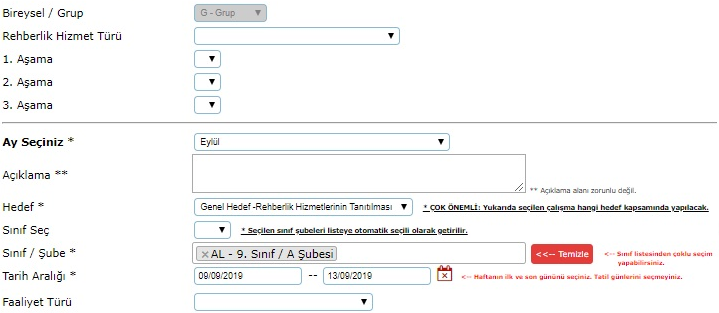 Bireysel / Grup G - Grup
Rehberlik Hizmet Türü
1. Aşama
2. Aşama
3. Aşama
Ay Seçiniz * Eylül
Açıklama ** ** Açıklama alanı zorunlu değil.
Hedef * Genel Hedef -Rehberlik Hizmetlerinin Tanıtılması * ÇOK ÖNEMLİ: Yukarıda seçilen çalışma hangi hedef kapsamında yapılacak.
Sınıf Seç * Seçilen sınıf şubeleri listeye otomatik seçili olarak getirilir.
Sınıf / Şube * ×AL - 9. Sınıf / A Şubesi <<-- Temizle <-- Sınıf listesinden çoklu seçim
yapabilirsiniz.
Tarih Aralığı * 09/09/2019 -- 13/09/2019 <-- Haftanın ilk ve son gününü seçiniz. Tatil günlerini seçmeyiniz.
Faaliyet Türü